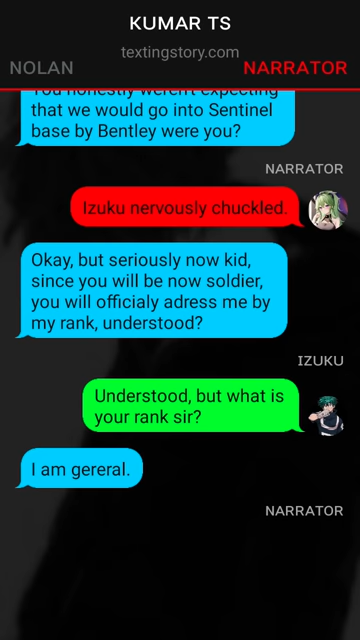 KUMAR TS
textingstory.com
NOLAN
NARRATOR
You honestly weren't expecting
that we would go into Sentinel
base by Bentley were you?
NARRATOR
Izuku nervously chuckled.
Okay, but seriously now kid,
since you will be now soldier,
you will officialy adress me by
my rank, understood?
IZUKU
Understood, but what is
your rank sir?
I am gereral.
NARRATOR